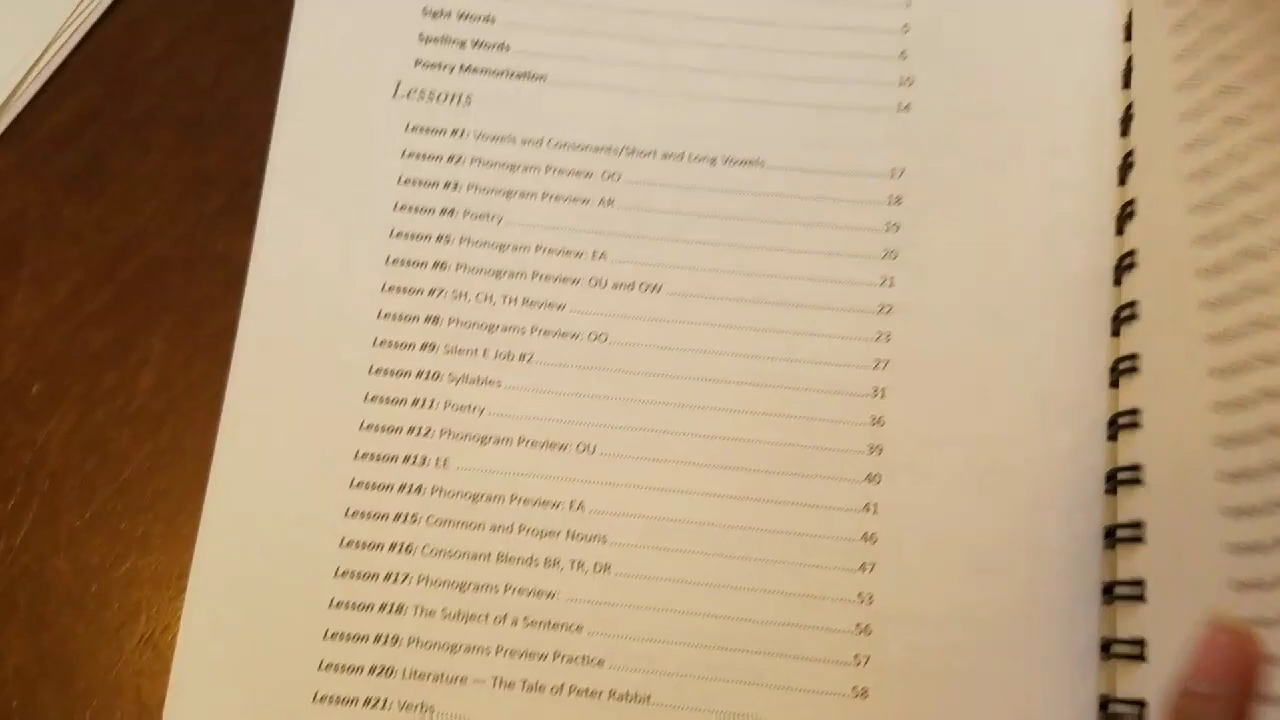 Sight Words 6
Spelling Words 10
Poetry Memorization 14
Lessons
Lesson #1: Vowels and Consonants/Short and Long Vowels 17
Lesson #2: Phonogram Preview: OO 18
Lesson #3: Phonogram Preview: AR 19
Lesson #4: Poetry 20
Lesson #5: Phonogram Preview: EA 21
Lesson #6: Phonogram Preview: OU and OW 22
Lesson #7: SH, CH, TH Review 23
Lesson #8: Phonograms Preview: OO 27
Lesson #9: Silent E Job #2 31
Lesson #10: Syllables 36
Lesson #11: Poetry 39
Lesson #12: Phonogram Preview: OU 40
Lesson #13: EE 41
Lesson #14: Phonogram Preview: EA 46
Lesson #15: Common and Proper Nouns 47
Lesson #16: Consonant Blends BR, TR, DR 53
Lesson #17: Phonograms Preview: 56
Lesson #18: The Subject of a Sentence 57
Lesson #19: Phonograms Preview Practice 58
Lesson #20: Literature — The Tale of Peter Rabbit
Lesson #21: Verbs